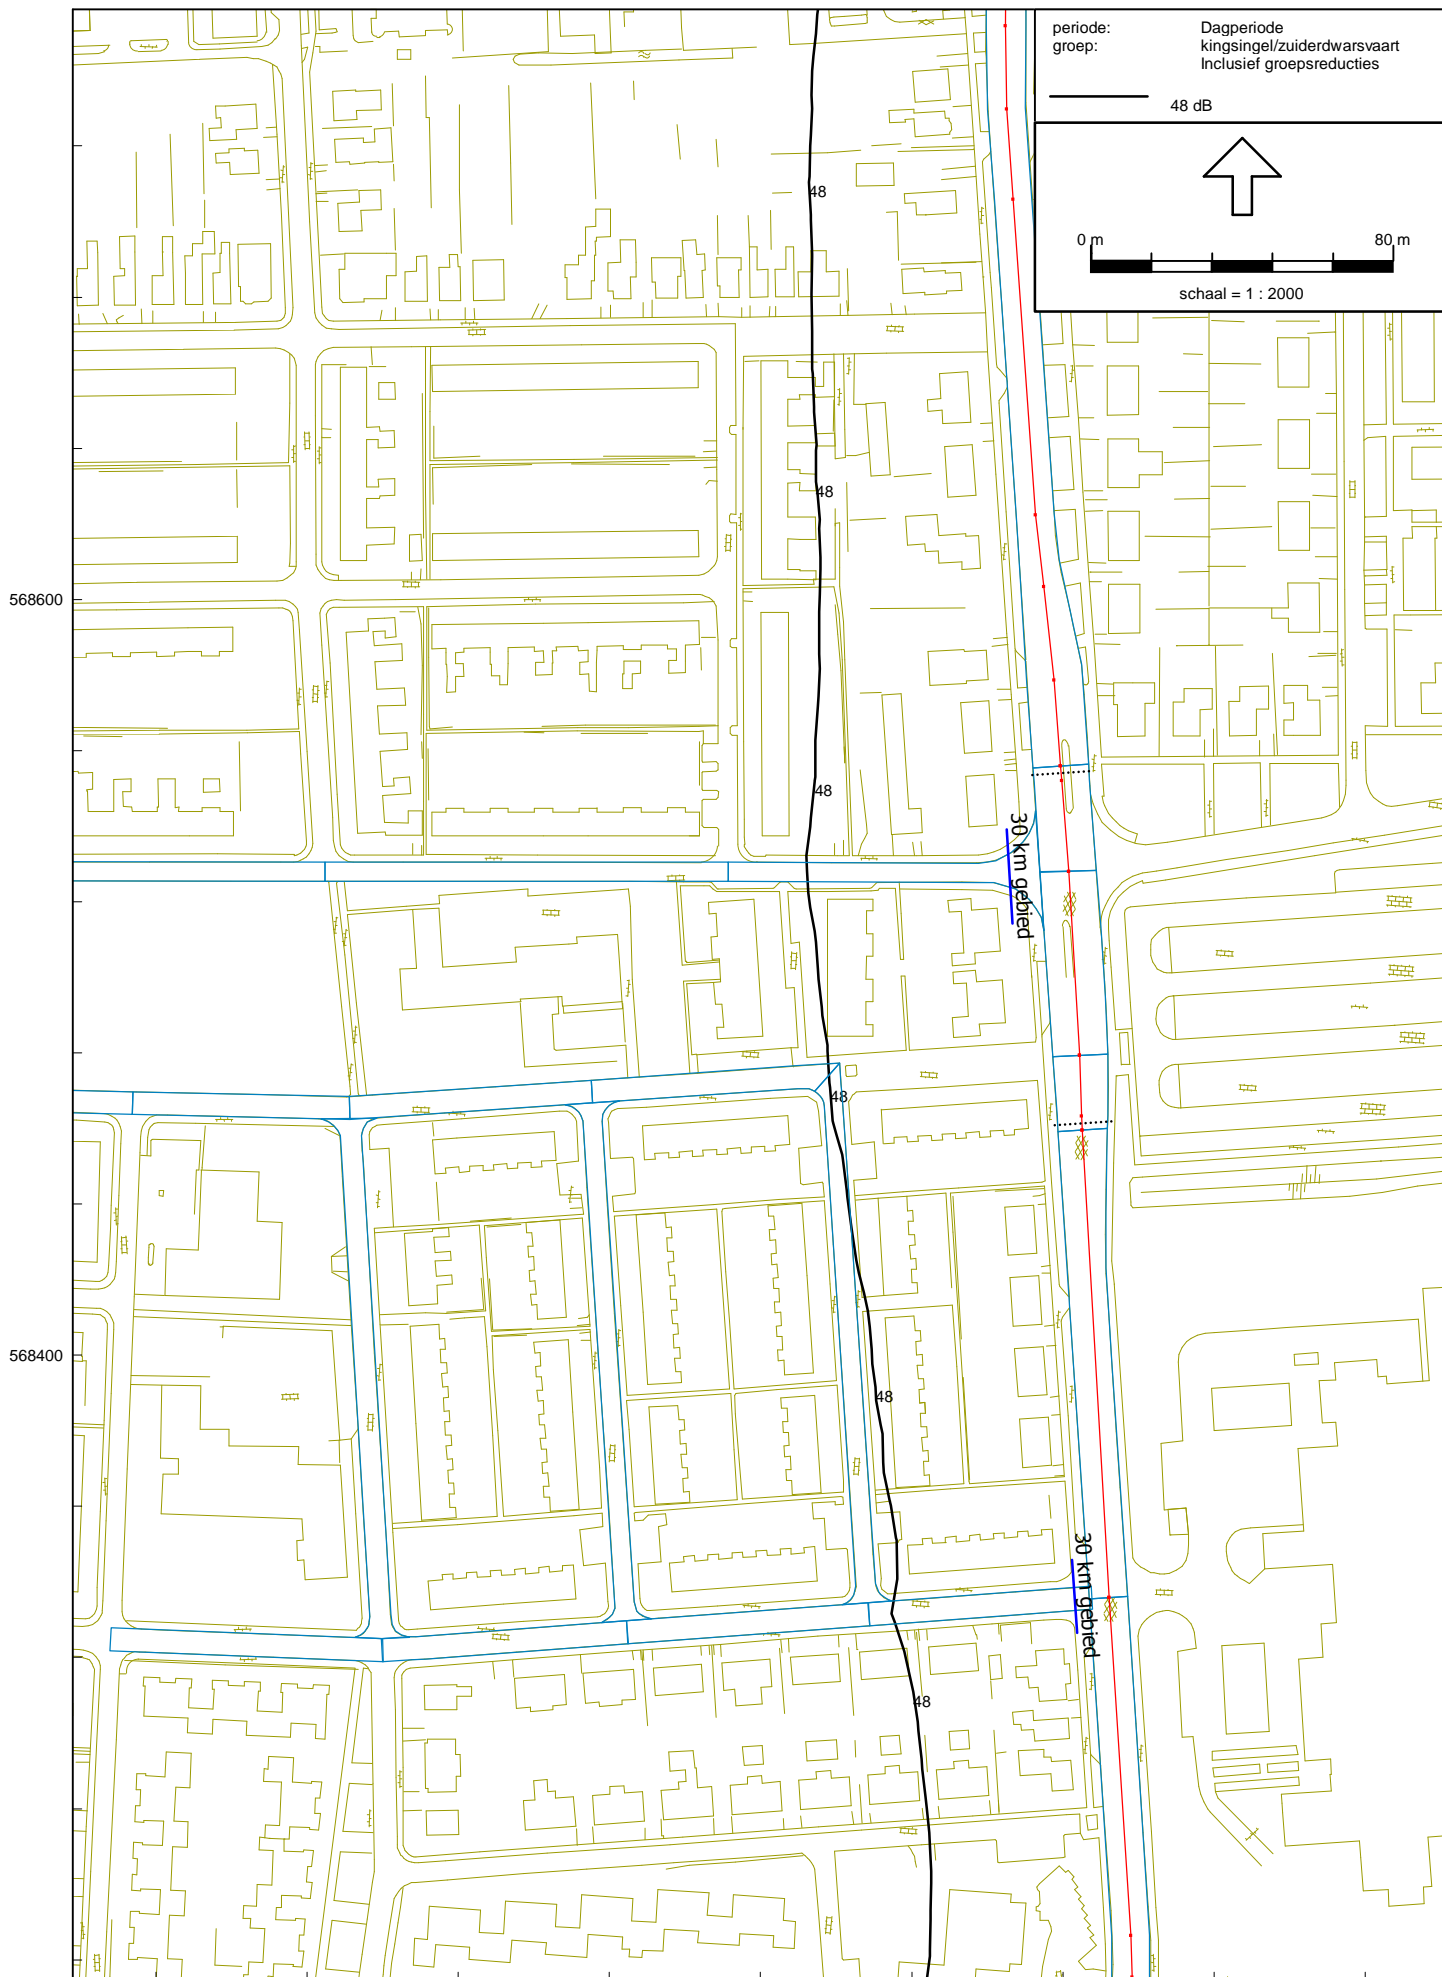 periode: Dagperiode
groep: kingsingel/zuiderdwarsvaart
Inclusief groepsreducties
48 dB
0 m 80 m
schaal = 1 : 2000
48
48
568600
48
30 km gebied
48
568400
48
30 km gebied
48